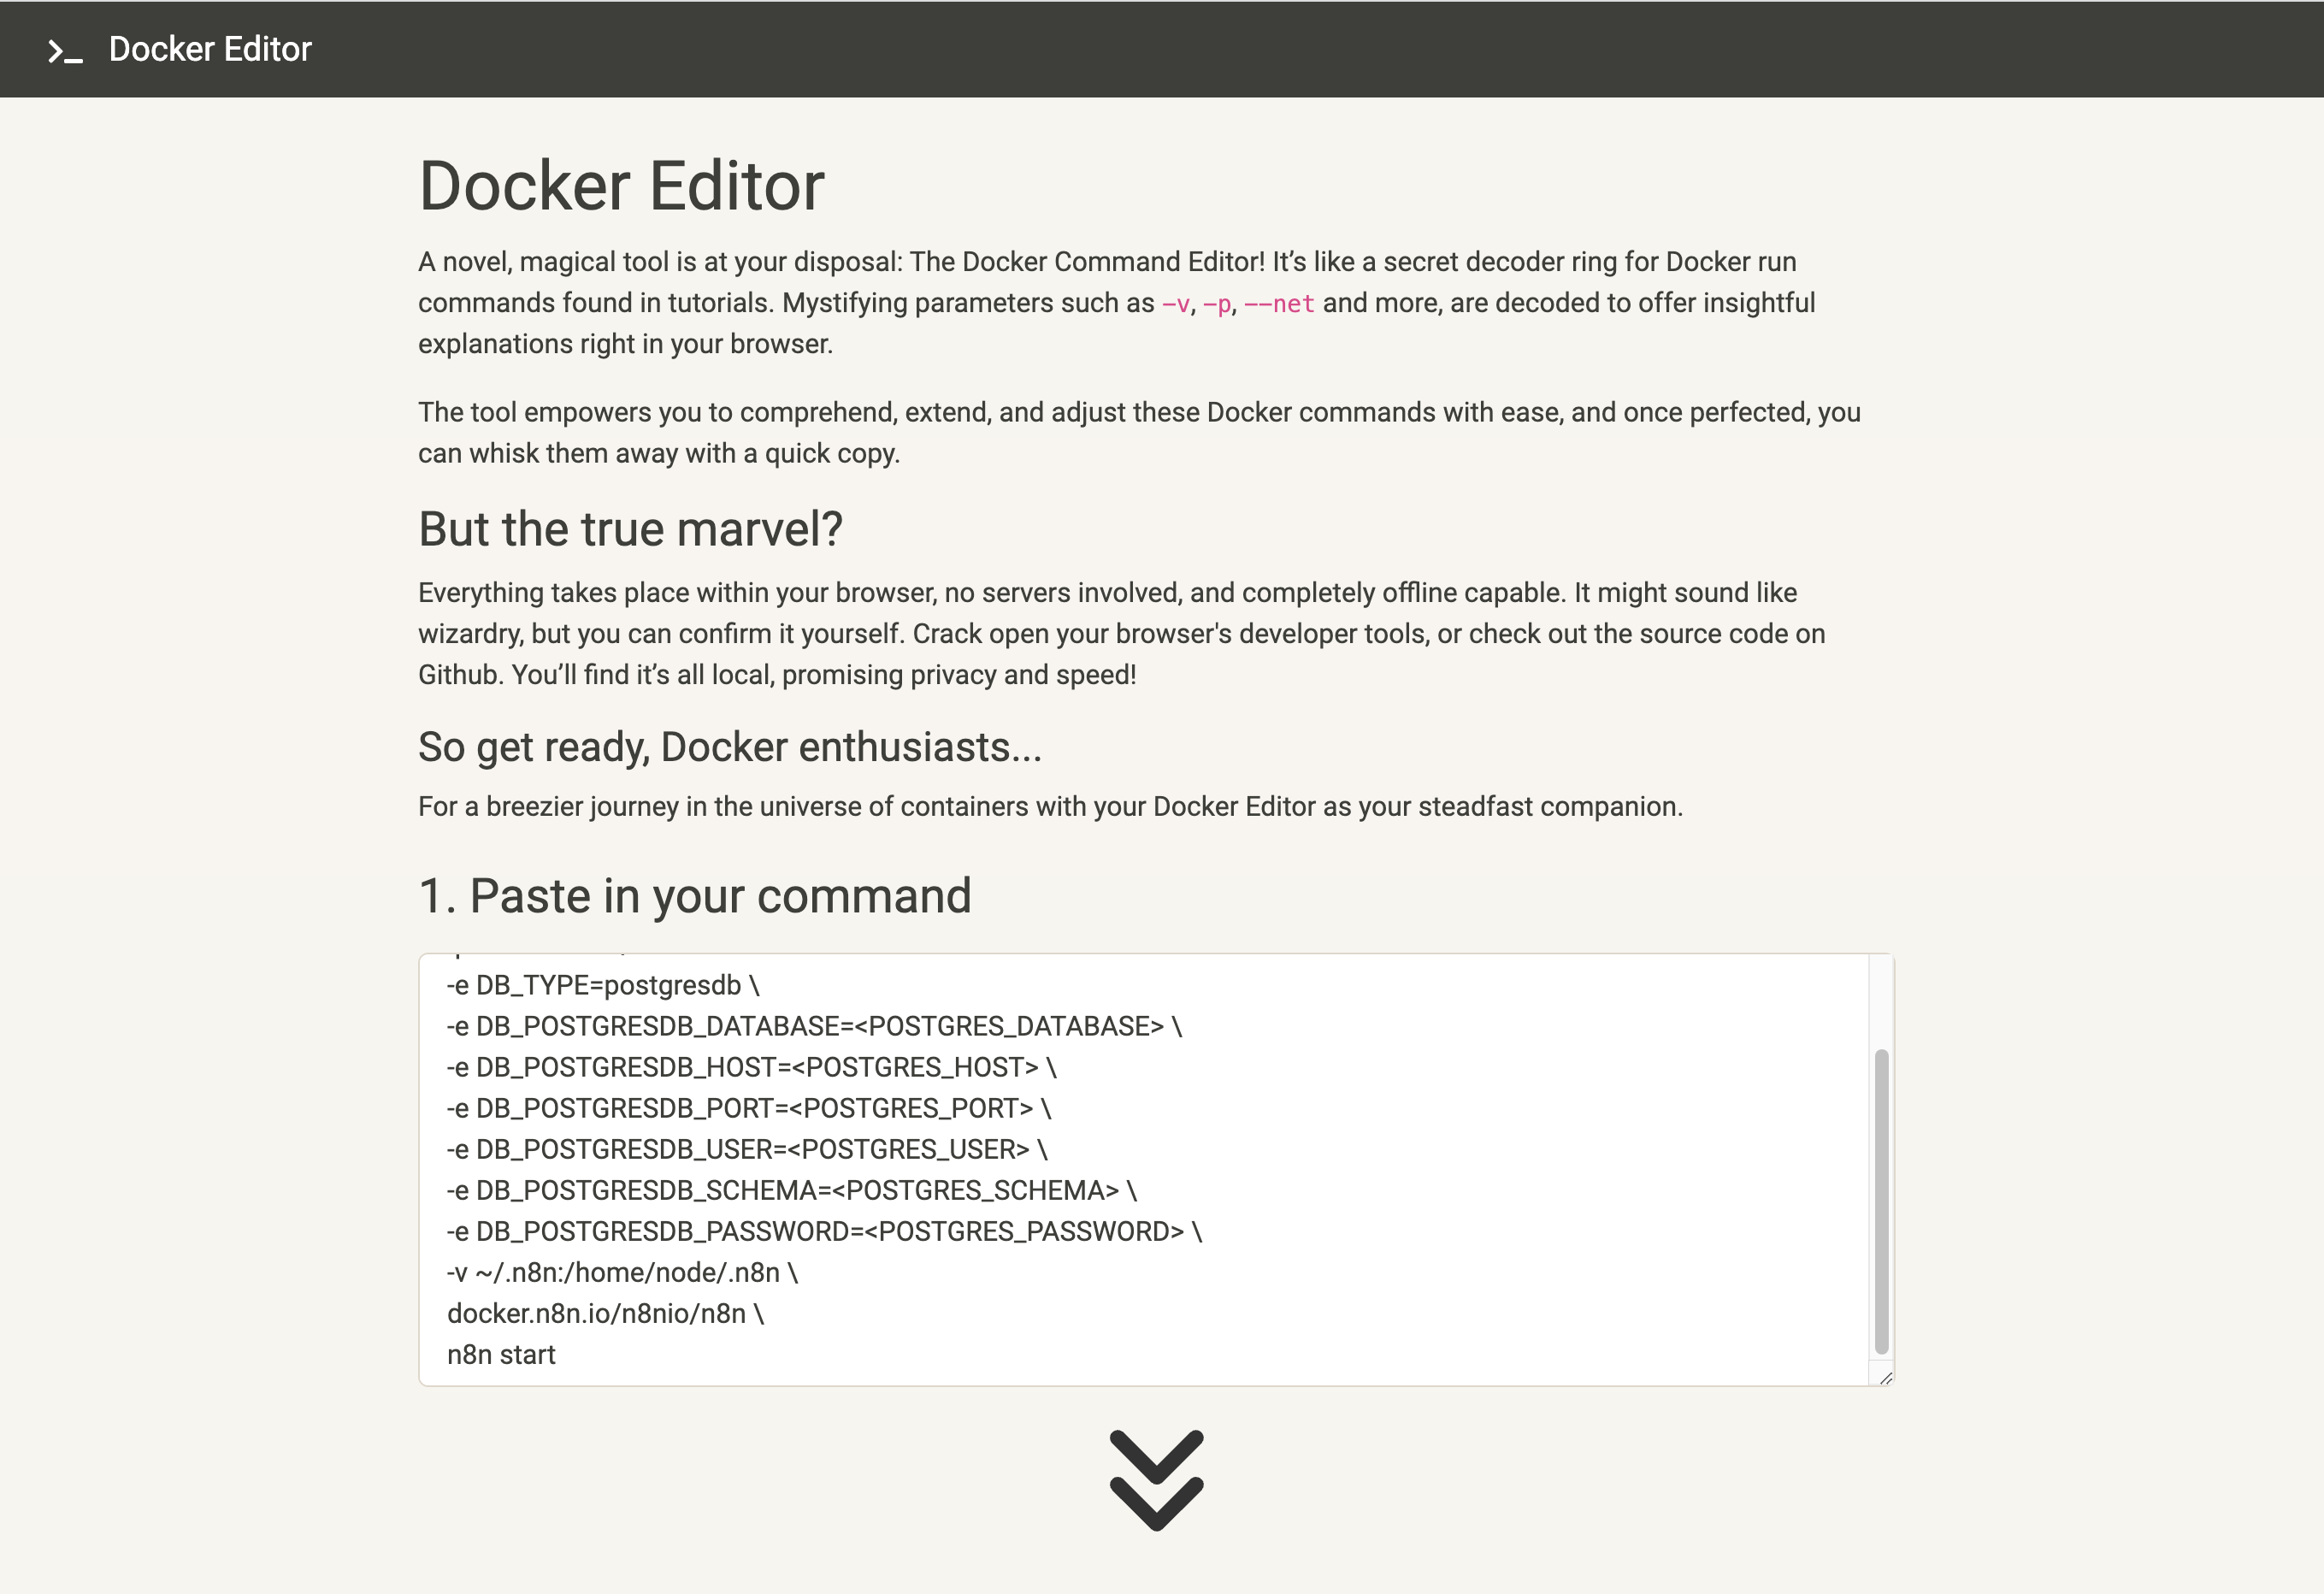 >_ Docker Editor
Docker Editor
A novel, magical tool is at your disposal: The Docker Command Editor! It’s like a secret decoder ring for Docker run
commands found in tutorials. Mystifying parameters such as -v, -p, --net and more, are decoded to offer insightful
explanations right in your browser.
The tool empowers you to comprehend, extend, and adjust these Docker commands with ease, and once perfected, you
can whisk them away with a quick copy.
But the true marvel?
Everything takes place within your browser, no servers involved, and completely offline capable. It might sound like
wizardry, but you can confirm it yourself. Crack open your browser's developer tools, or check out the source code on
Github. You’ll find it’s all local, promising privacy and speed!
So get ready, Docker enthusiasts...
For a breezier journey in the universe of containers with your Docker Editor as your steadfast companion.
1. Paste in your command
-e DB_TYPE=postgresdb \
-e DB_POSTGRESDB_DATABASE=<POSTGRES_DATABASE> \
-e DB_POSTGRESDB_HOST=<POSTGRES_HOST> \
-e DB_POSTGRESDB_PORT=<POSTGRES_PORT> \
-e DB_POSTGRESDB_USER=<POSTGRES_USER> \
-e DB_POSTGRESDB_SCHEMA=<POSTGRES_SCHEMA> \
-e DB_POSTGRESDB_PASSWORD=<POSTGRES_PASSWORD> \
-v ~/.n8n:/home/node/.n8n \
docker.n8n.io/n8nio/n8n \
n8n start